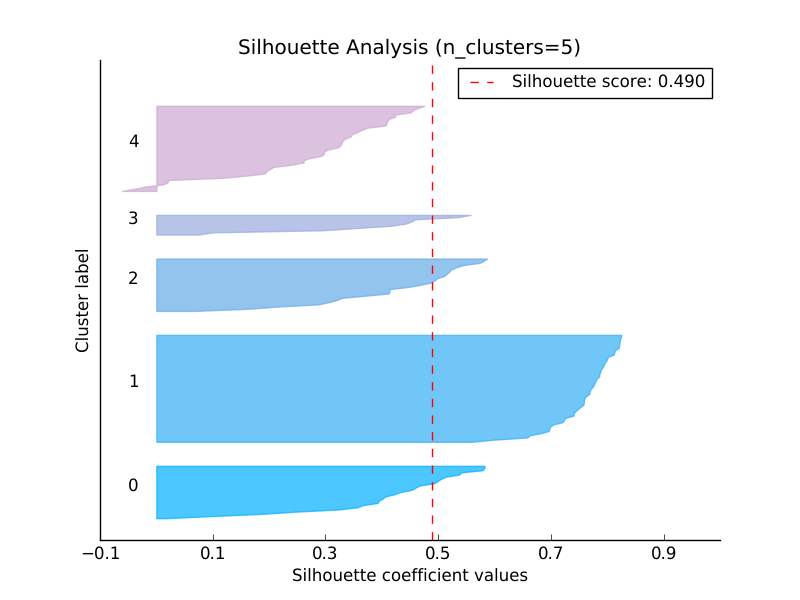 Silhouette Analysis (n_clusters=5)
Silhouette score: 0.490
4
3
2
1
0
Cluster label
−0.1 0.1 0.3 0.5 0.7 0.9
Silhouette coefficient values